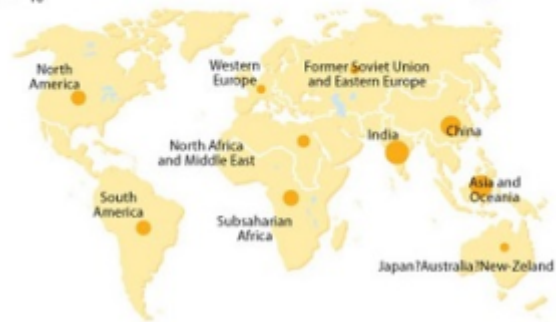 North
America
Western
Europe
Former Soviet Union
and Eastern Europe
North Africa
and Middle East
India
China
South
America
Subsaharian
Africa
Asia and
Oceania
Japan?Australia?New-Zeland